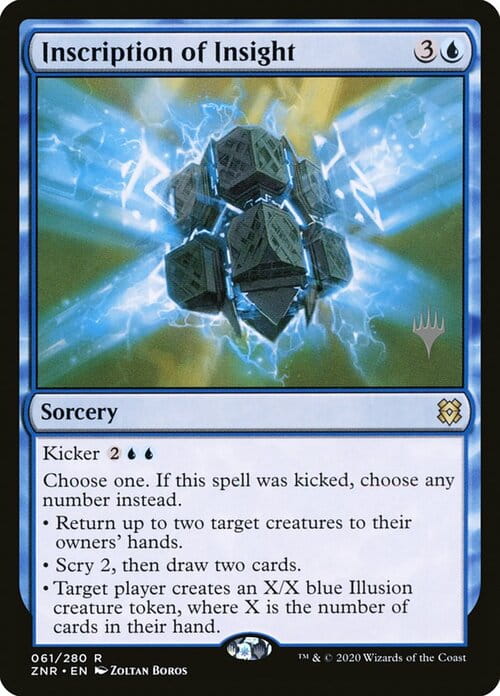 Inscription of Insight 3
Sorcery
Kicker 2
Choose one. If this spell was kicked, choose any
number instead.
• Return up to two target creatures to their
owners' hands.
• Scry 2, then draw two cards.
• Target player creates an X/X blue Illusion
creature token, where X is the number of
cards in their hand.
061/280 R
ZNR • EN Zoltan Boros
™ & © 2020 Wizards of the Coast